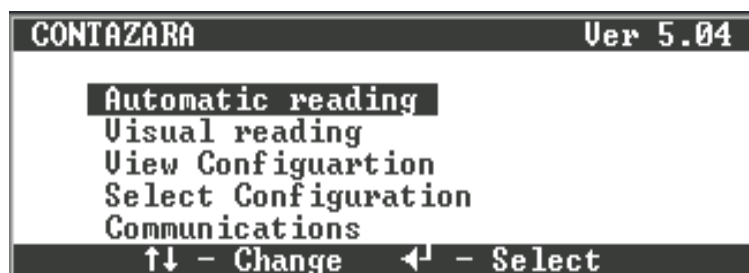 CONTAZARA Ver 5.04
Automatic reading
Visual reading
View Configuartion
Select Configuration
Communications
↑↓ - Change ↵ - Select